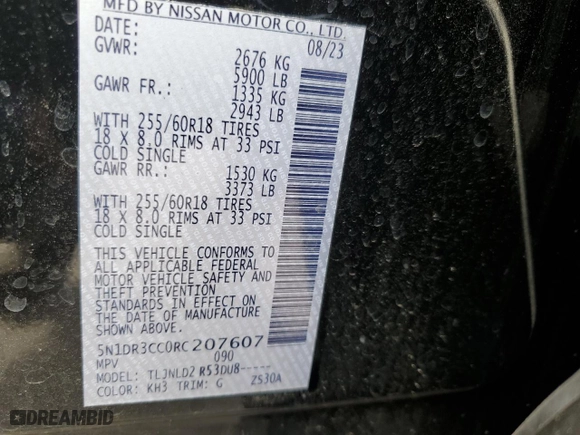 MFD BY NISSAN MOTOR CO., LTD.
DATE: 08/23
GVWR: 2676 KG
5900 LB
GAWR FR.: 1335 KG
2943 LB
WITH 255/60R18 TIRES
18 X 8.0 RIMS AT 33 PSI
COLD SINGLE
GAWR RR.: 1530 KG
3373 LB
WITH 255/60R18 TIRES
18 X 8.0 RIMS AT 33 PSI
COLD SINGLE
THIS VEHICLE CONFORMS TO
ALL APPLICABLE FEDERAL
MOTOR VEHICLE SAFETY AND
THEFT PREVENTION
STANDARDS IN EFFECT ON
THE DATE OF MANUFACTURE
SHOWN ABOVE.
5N1DR3CC0RC207607
MPV 090
MODEL: TLJNLD2 R53DU8-----
COLOR: KH3 TRIM: G Z530A
DREAMBID